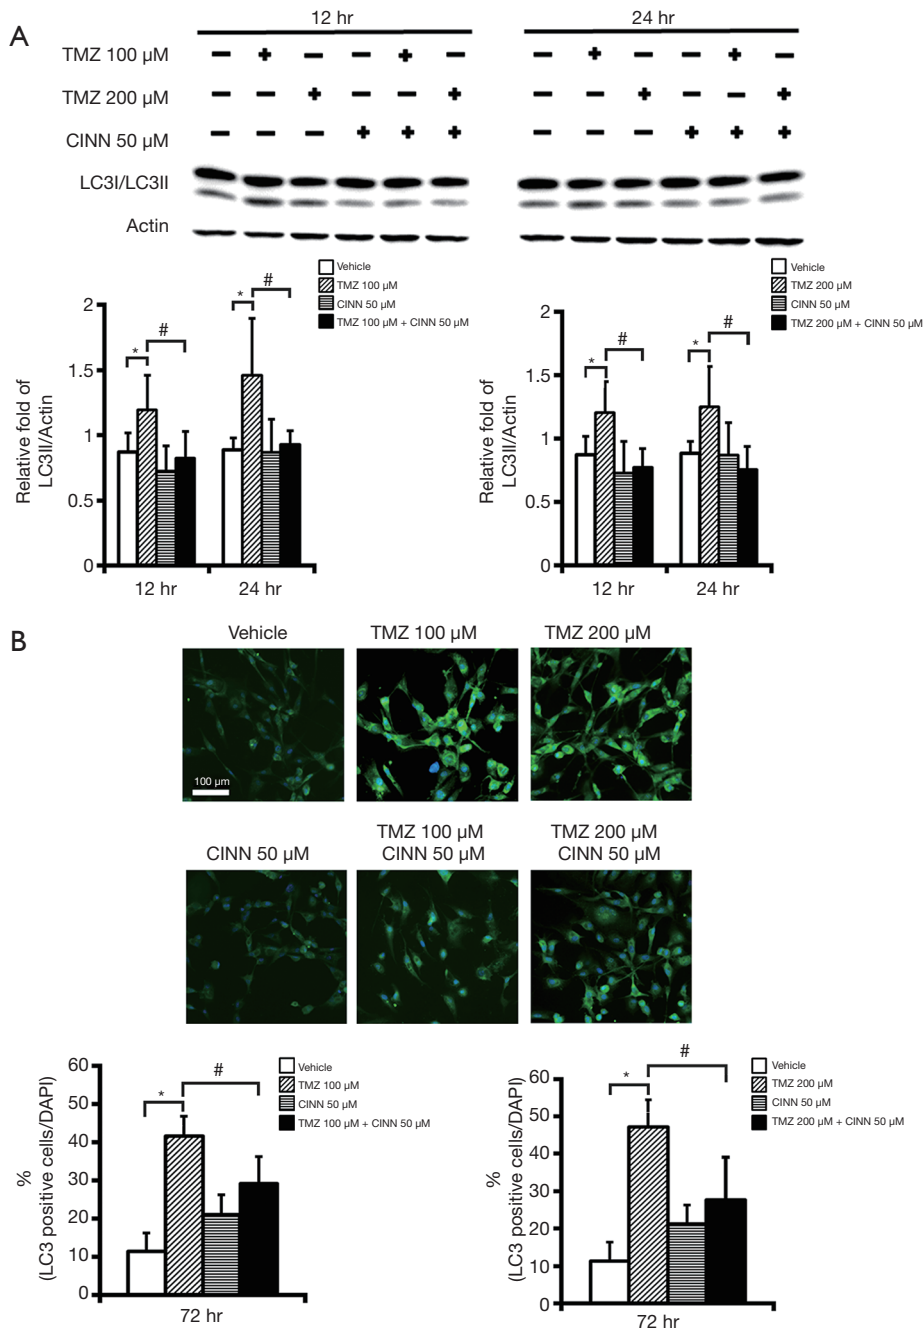 A
12 hr
24 hr
TMZ 100 µM − + − − + − − + − − + −
TMZ 200 µM − − + − − + − − + − − +
CINN 50 µM − − − + + + − − − + + +
LC3I/LC3II
Actin
Vehicle
TMZ 100 µM
CINN 50 µM
TMZ 100 µM + CINN 50 µM
Relative fold of
LC3II/Actin
2
1.5
1
0.5
0
* # * #
12 hr 24 hr
Vehicle
TMZ 200 µM
CINN 50 µM
TMZ 200 µM + CINN 50 µM
Relative fold of
LC3II/Actin
2
1.5
1
0.5
0
* # * #
12 hr 24 hr
B
Vehicle
TMZ 100 µM
TMZ 200 µM
100 µm
CINN 50 µM
TMZ 100 µM
CINN 50 µM
TMZ 200 µM
CINN 50 µM
Vehicle
TMZ 100 µM
CINN 50 µM
TMZ 100 µM + CINN 50 µM
%
(LC3 positive cells/DAPI)
60
50
40
30
20
10
0
* #
72 hr
Vehicle
TMZ 200 µM
CINN 50 µM
TMZ 200 µM + CINN 50 µM
%
(LC3 positive cells/DAPI)
60
50
40
30
20
10
0
* #
72 hr